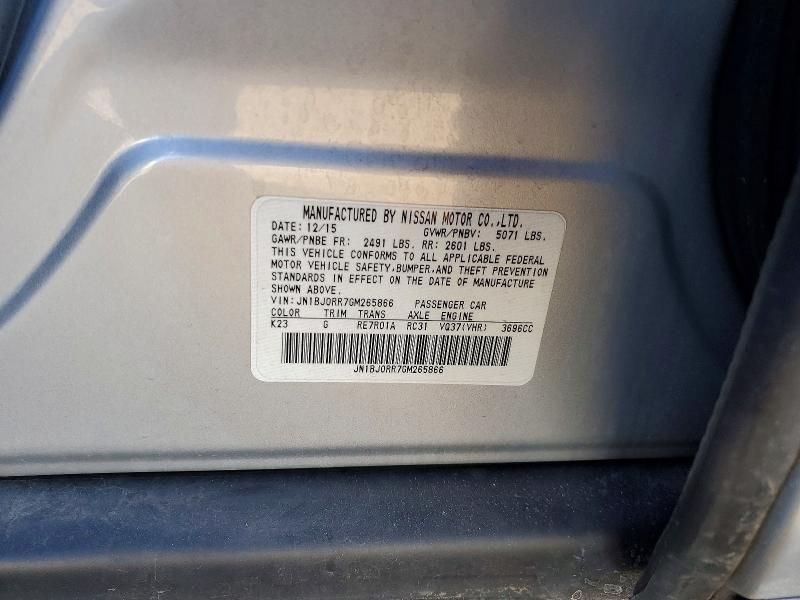 MANUFACTURED BY NISSAN MOTOR CO.,LTD.
DATE: 12/15 GVWR/PNBV: 5071 LBS.
GAWR/PNBE FR: 2491 LBS. RR: 2601 LBS.
THIS VEHICLE CONFORMS TO ALL APPLICABLE FEDERAL
MOTOR VEHICLE SAFETY,BUMPER,AND THEFT PREVENTION
STANDARDS IN EFFECT ON THE DATE OF MANUFACTURE
SHOWN ABOVE.
VIN: JN1BJ0RR7GM265866 PASSENGER CAR
COLOR TRIM TRANS AXLE ENGINE
K23 G RE7R01A RC31 VQ37(VHR) 3696CC
JN1BJ0RR7GM265866